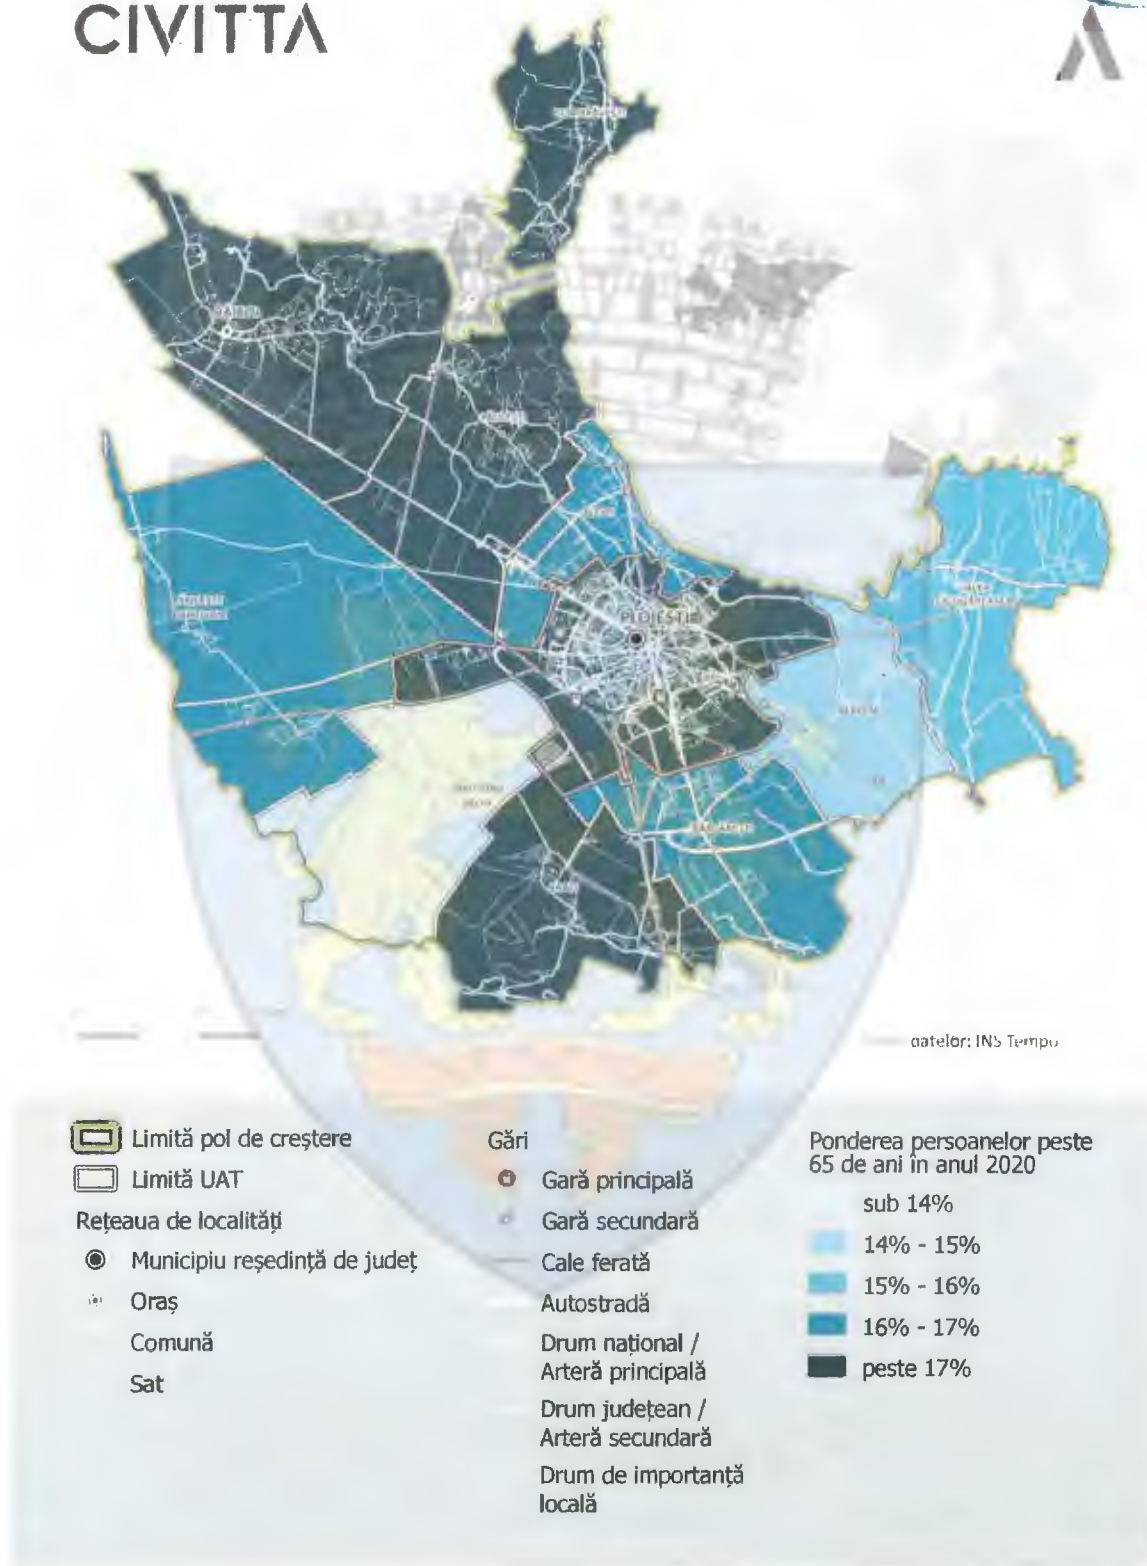 CIVITTA
PLOIEȘTI
datelor: INS Tempo
Limită pol de creștere
Limită UAT
Rețeaua de localități
Municipiu reședință de județ
Oraș
Comună
Sat
Gări
Gară principală
Gară secundară
Cale ferată
Autostradă
Drum național /
Arteră principală
Drum județean /
Arteră secundară
Drum de importanță
locală
Ponderea persoanelor peste
65 de ani în anul 2020
sub 14%
14% - 15%
15% - 16%
16% - 17%
peste 17%